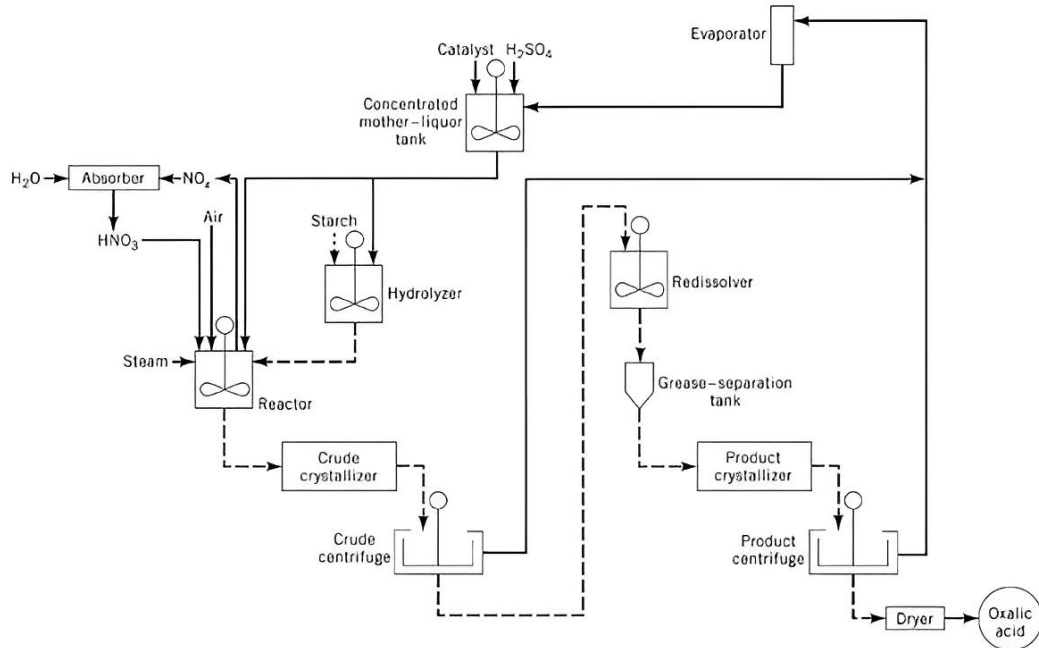 Evaporator
Catalyst H₂SO₄
Concentrated
mother-liquor
tank
H₂O
Absorber
NOₓ
Air
HNO₃
Starch
Hydrolyzer
Redissolver
Steam
Reactor
Grease-separation
tank
Crude
crystallizer
Product
crystallizer
Crude
centrifuge
Product
centrifuge
Dryer
Oxalic
acid